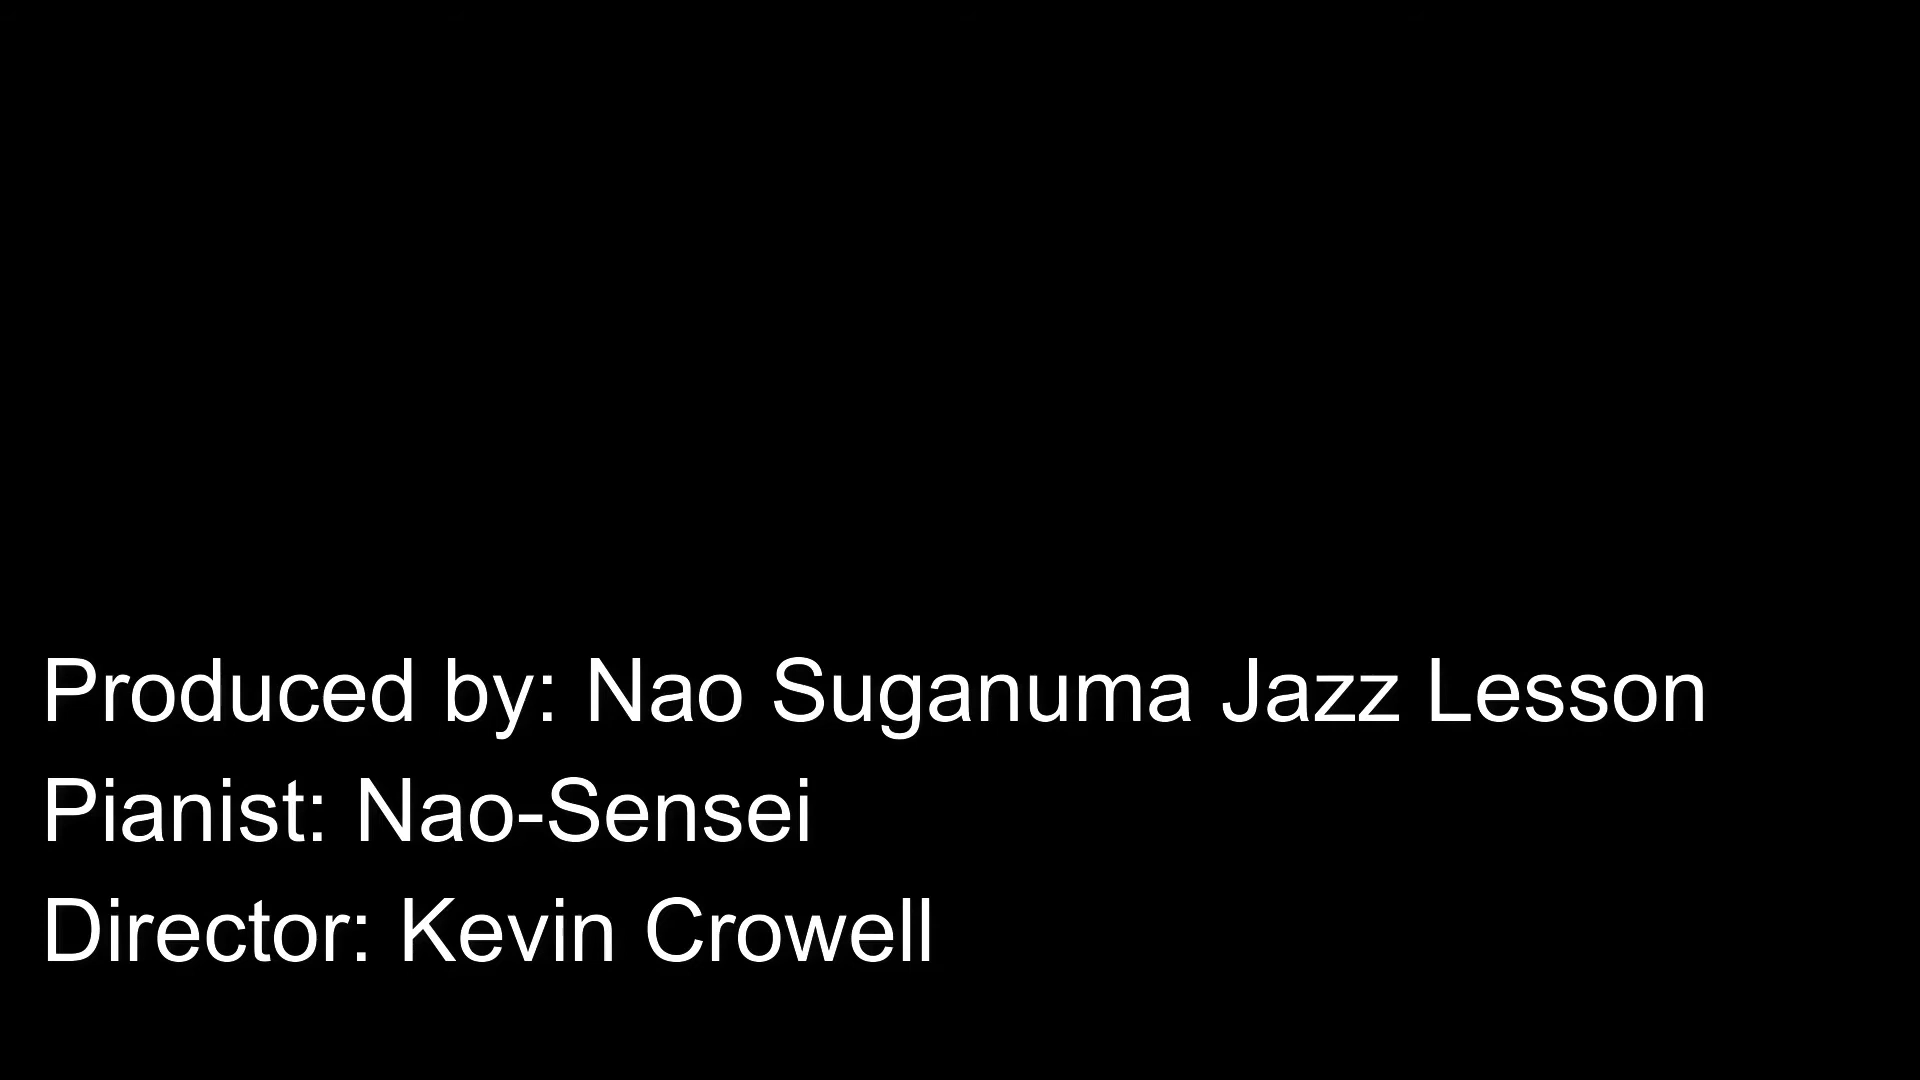 Produced by: Nao Suganuma Jazz Lesson
Pianist: Nao-Sensei
Director: Kevin Crowell